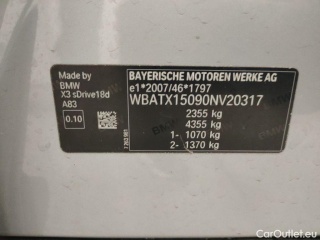 Made by
BMW
X3 sDrive18d
A83
0.10
BAYERISCHE MOTOREN WERKE AG
e1*2007/46*1797
WBATX15090NV20317
2355 kg
4355 kg
1- 1070 kg
2- 1370 kg
CarOutlet.eu